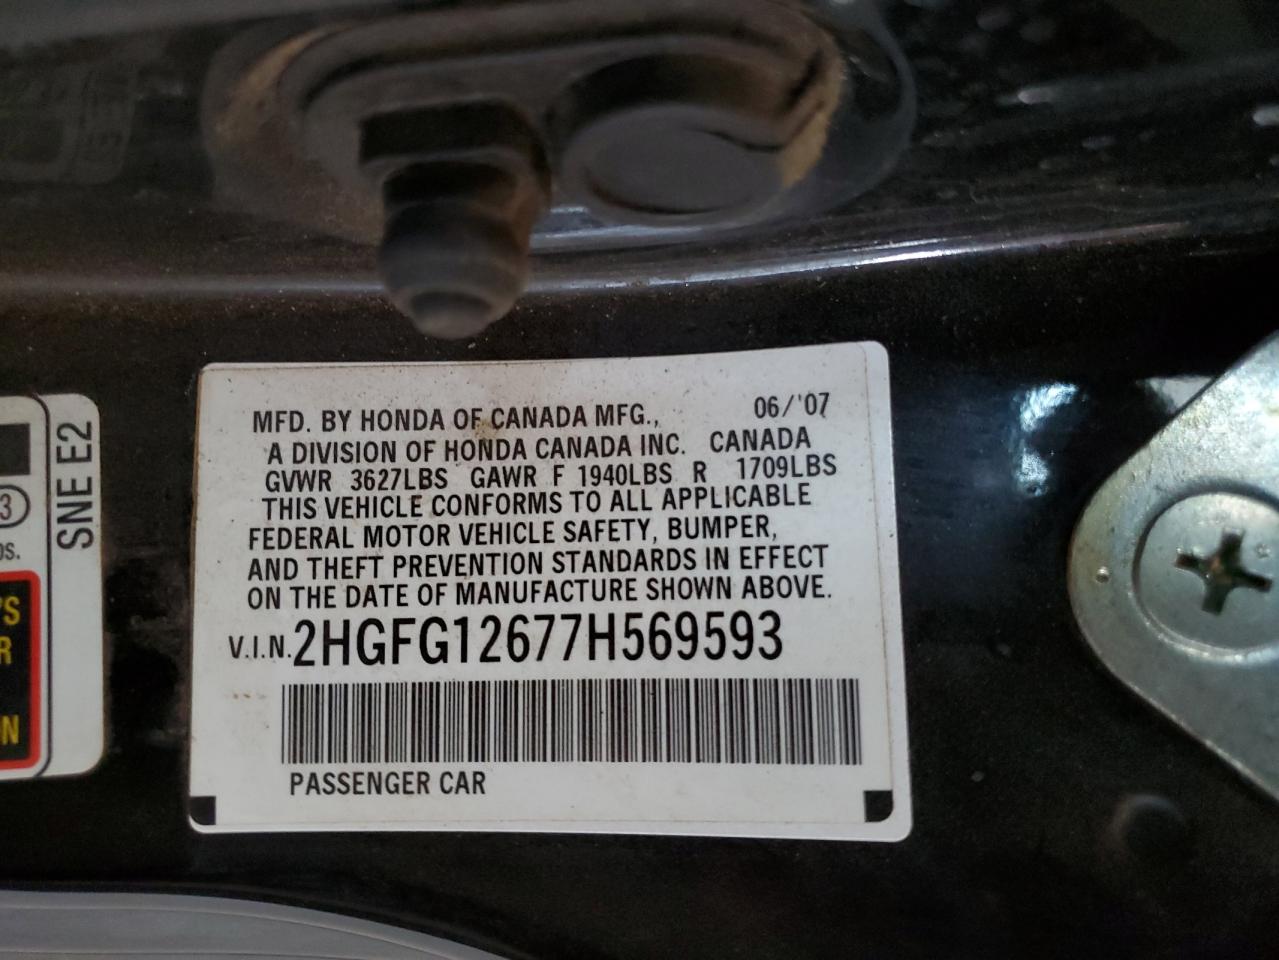 MFD. BY HONDA OF CANADA MFG., 06/'07
A DIVISION OF HONDA CANADA INC. CANADA
GVWR 3627LBS GAWR F 1940LBS R 1709LBS
THIS VEHICLE CONFORMS TO ALL APPLICABLE
FEDERAL MOTOR VEHICLE SAFETY, BUMPER,
AND THEFT PREVENTION STANDARDS IN EFFECT
ON THE DATE OF MANUFACTURE SHOWN ABOVE.
V.I.N. 2HGFG12677H569593
PASSENGER CAR
SNE E2